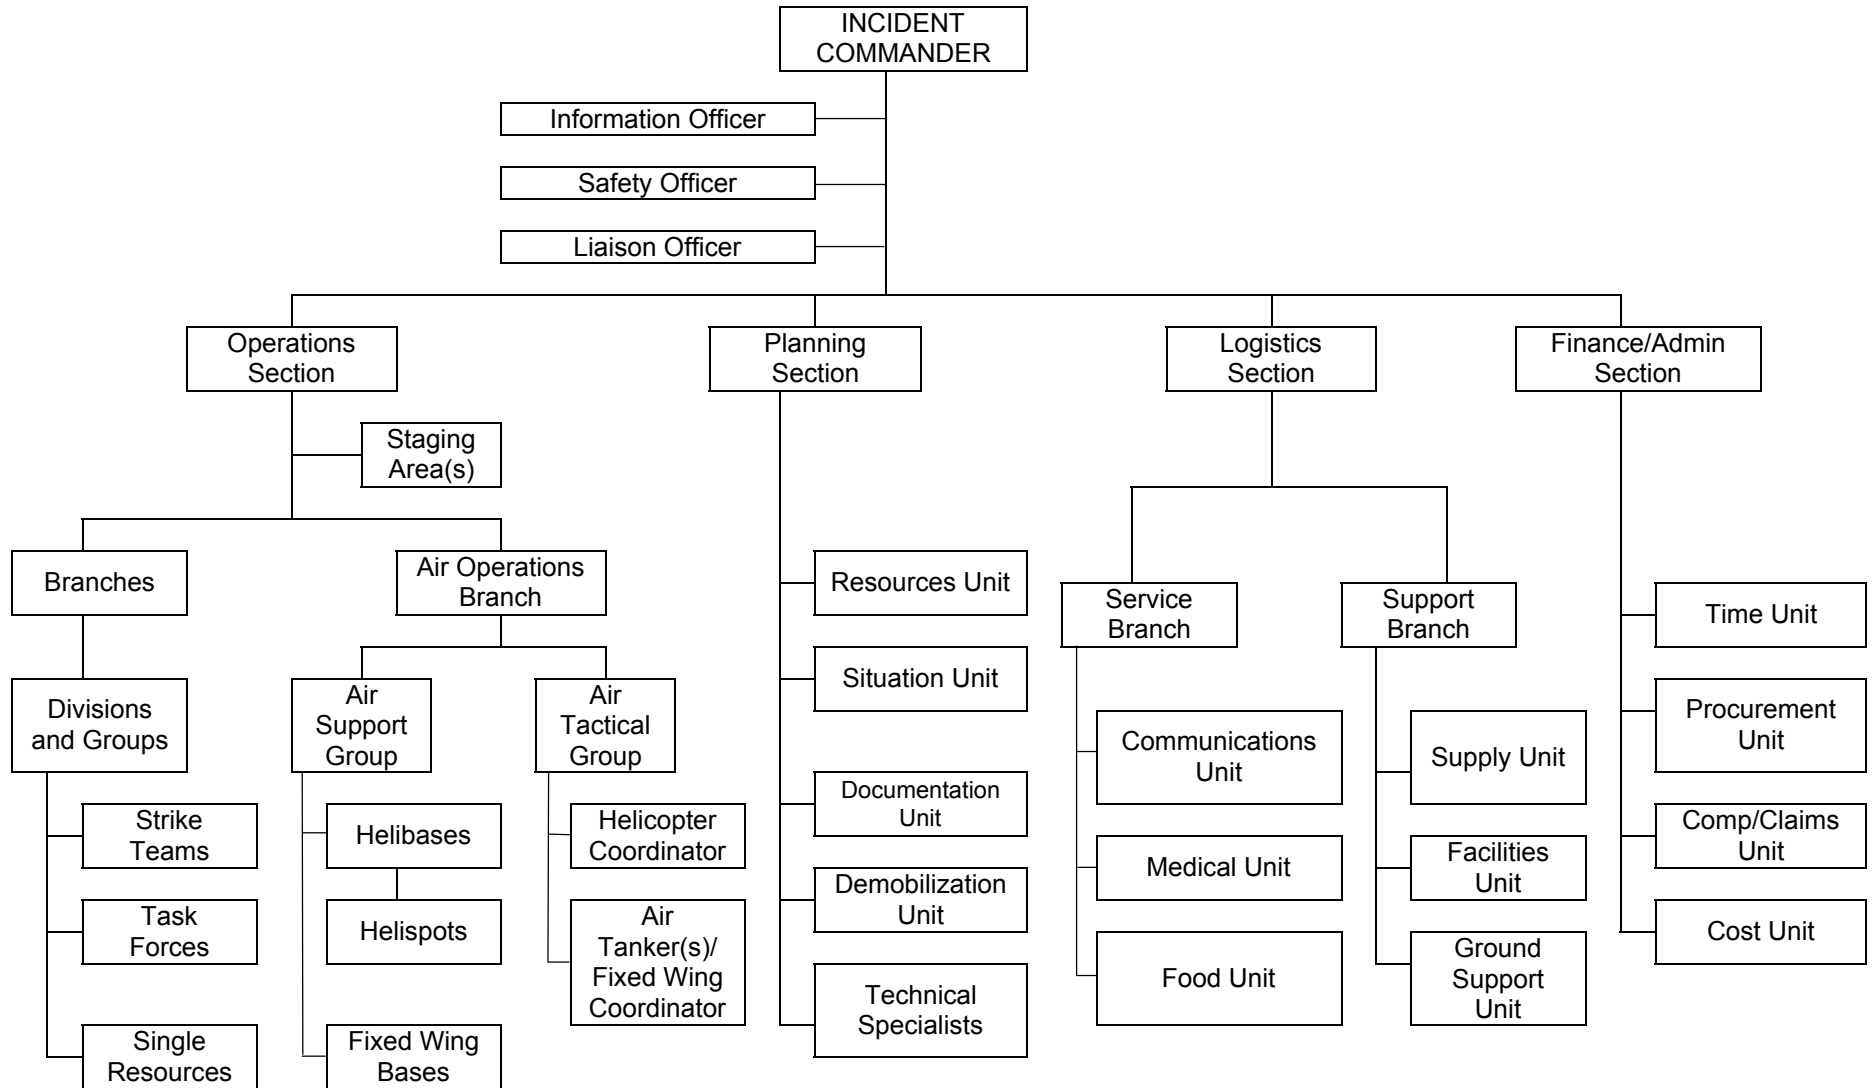 INCIDENT
COMMANDER
Information Officer
Safety Officer
Liaison Officer
Operations
Section
Planning
Section
Logistics
Section
Finance/Admin
Section
Staging
Area(s)
Branches
Air Operations
Branch
Resources Unit
Service
Branch
Support
Branch
Time Unit
Divisions
and Groups
Air
Support
Group
Air
Tactical
Group
Situation Unit
Communications
Unit
Supply Unit
Procurement
Unit
Strike
Teams
Helibases
Helicopter
Coordinator
Documentation
Unit
Medical Unit
Facilities
Unit
Comp/Claims
Unit
Task
Forces
Helispots
Air
Tanker(s)/
Fixed Wing
Coordinator
Demobilization
Unit
Food Unit
Ground
Support
Unit
Cost Unit
Single
Resources
Fixed Wing
Bases
Technical
Specialists